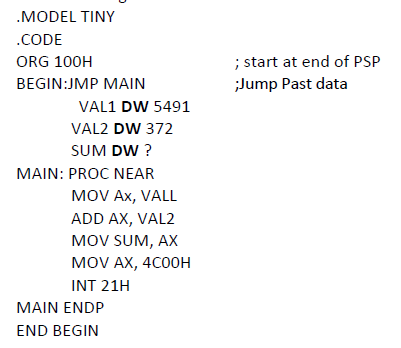 .MODEL TINY
.CODE
ORG 100H ; start at end of PSP
BEGIN:JMP MAIN ;Jump Past data
VAL1 DW 5491
VAL2 DW 372
SUM DW ?
MAIN: PROC NEAR
MOV Ax, VALL
ADD AX, VAL2
MOV SUM, AX
MOV AX, 4C00H
INT 21H
MAIN ENDP
END BEGIN